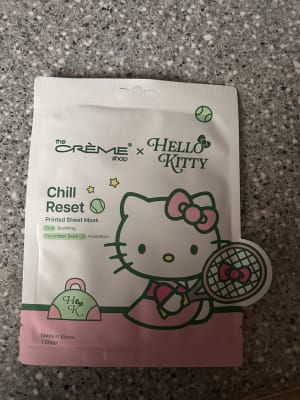 the
CRÈME
shop
×
HELLO
KITTY
Chill
Reset
Printed Sheet Mask
Cica: Soothing
Cucumber Seed Oil: Hydration
H K
Made in Korea
1 Sheet